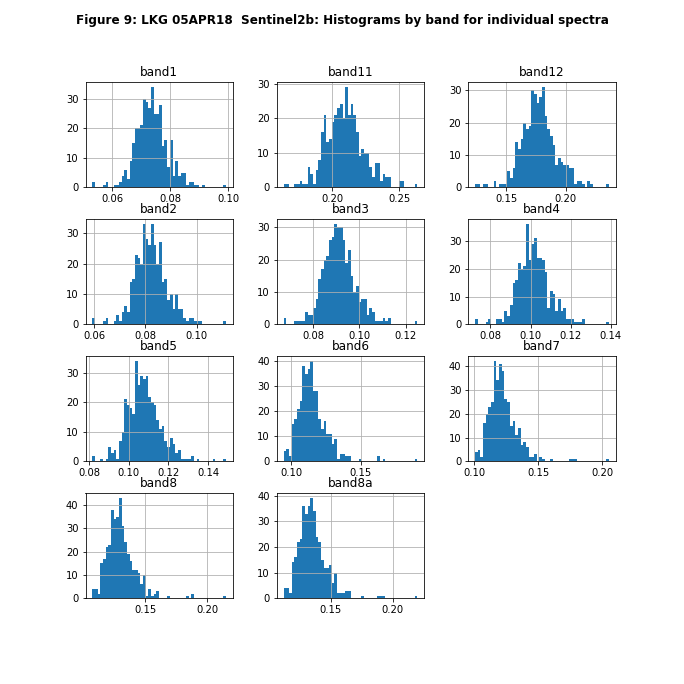 Figure 9: LKG 05APR18  Sentinel2b: Histograms by band for individual spectra
band1 band11 band12
30 30 30
20 20 20
10 10 10
0 0 0
0.06 0.08 0.10 0.20 0.25 0.15 0.20
band2 band3 band4
30 30 30
20 20 20
10 10 10
0 0 0
0.06 0.08 0.10 0.08 0.10 0.12 0.08 0.10 0.12 0.14
band5 band6 band7
40 40
30 30 30
20 20 20
10 10 10
0 0 0
0.08 0.10 0.12 0.14 0.10 0.15 0.10 0.15 0.20
band8 band8a
40 40
30 30
20 20
10 10
0 0
0.15 0.20 0.15 0.20